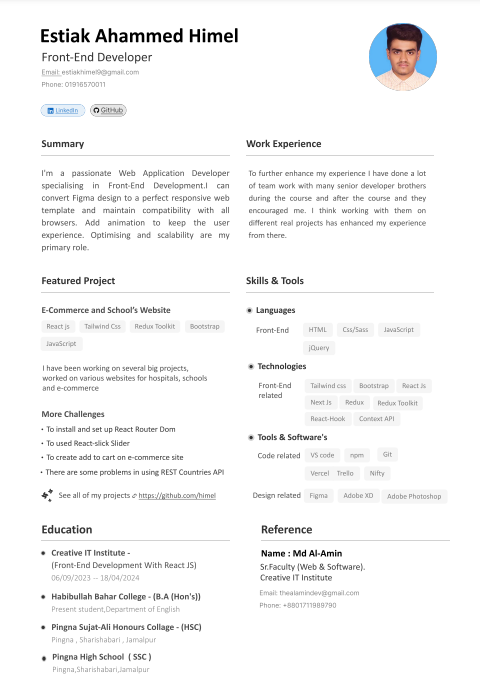 Estiak Ahammed Himel
Front-End Developer
Email: estiakhimel9@gmail.com
Phone: 01916570011
LinkedIn
GitHub
Summary
I'm a passionate Web Application Developer
specialising in Front-End Development.I can
convert Figma design to a perfect responsive web
template and maintain compatibility with all
browsers. Add animation to keep the user
experience. Optimising and scalability are my
primary role.
Work Experience
To further enhance my experience I have done a lot
of team work with many senior developer brothers
during the course and after the course and they
encouraged me. I think working with them on
different real projects has enhanced my experience
from there.
Featured Project
E-Commerce and School's Website
React js Tailwind Css Redux Toolkit Bootstrap
JavaScript
I have been working on several big projects,
worked on various websites for hospitals, schools
and e-commerce
More Challenges
• To install and set up React Router Dom
• To used React-slick Slider
• To create add to cart on e-commerce site
• There are some problems in using REST Countries API
See all of my projects https://github.com/himel
Skills & Tools
Languages
Front-End HTML Css/Sass JavaScript
jQuery
Technologies
Front-End
related
Tailwind css Bootstrap React Js
Next Js Redux Redux Toolkit
React-Hook Context API
Tools & Software's
Code related VS code npm Git
Vercel Trello Nifty
Design related Figma Adobe XD Adobe Photoshop
Education
Creative IT Institute -
(Front-End Development With React JS)
06/09/2023 -- 18/04/2024
Habibullah Bahar College - (B.A (Hon's))
Present student,Department of English
Pingna Sujat-Ali Honours Collage - (HSC)
Pingna , Sharishabari , Jamalpur
Pingna High School ( SSC )
Pingna,Sharishabari,Jamalpur
Reference
Name : Md Al-Amin
Sr.Faculty (Web & Software).
Creative IT Institute
Email: thealamindev@gmail.com
Phone: +8801711989790